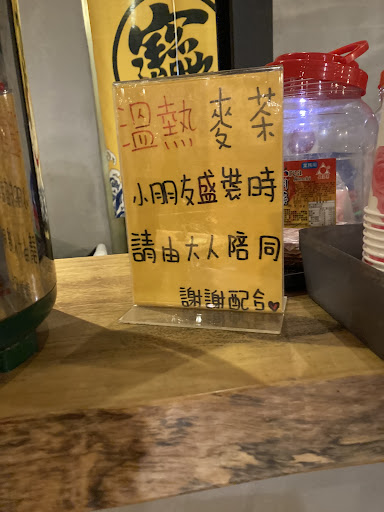 溫熱麥茶
小朋友盛裝時
請由大人陪同
謝謝配合